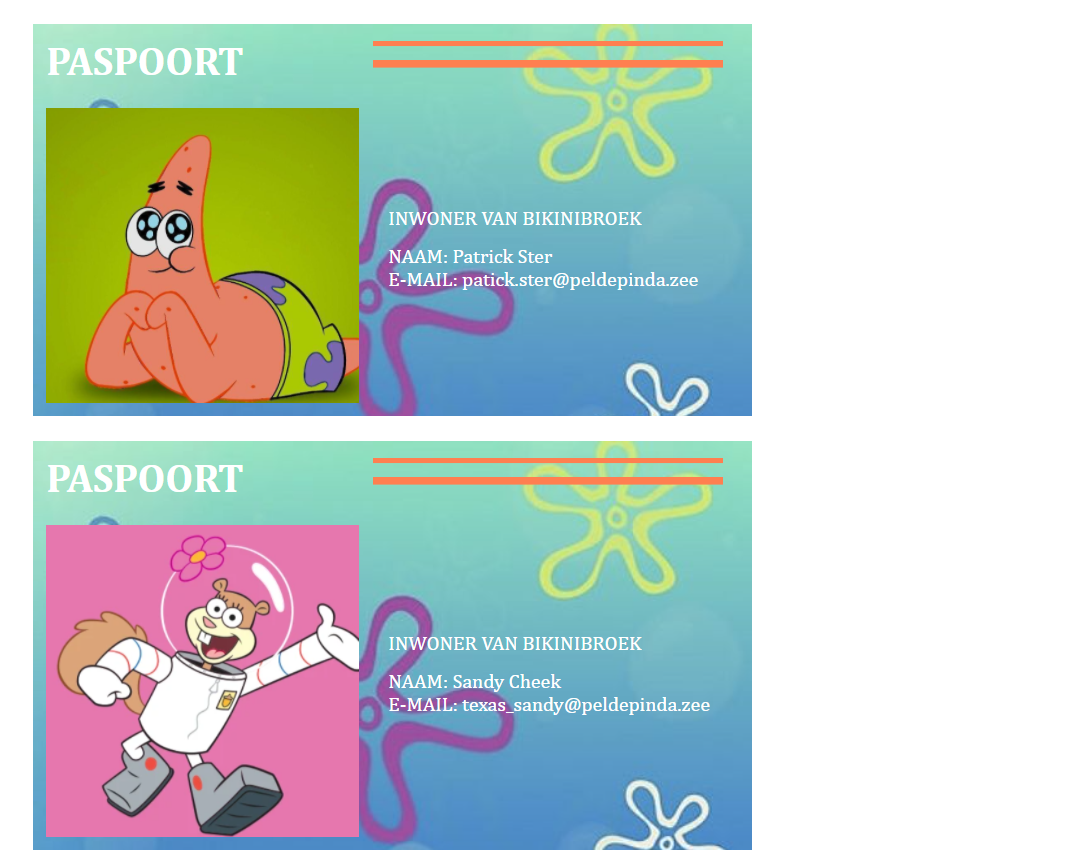 PASPOORT
INWONER VAN BIKINIBROEK
NAAM: Patrick Ster
E-MAIL: patick.ster@peldepinda.zee
PASPOORT
INWONER VAN BIKINIBROEK
NAAM: Sandy Cheek
E-MAIL: texas_sandy@peldepinda.zee